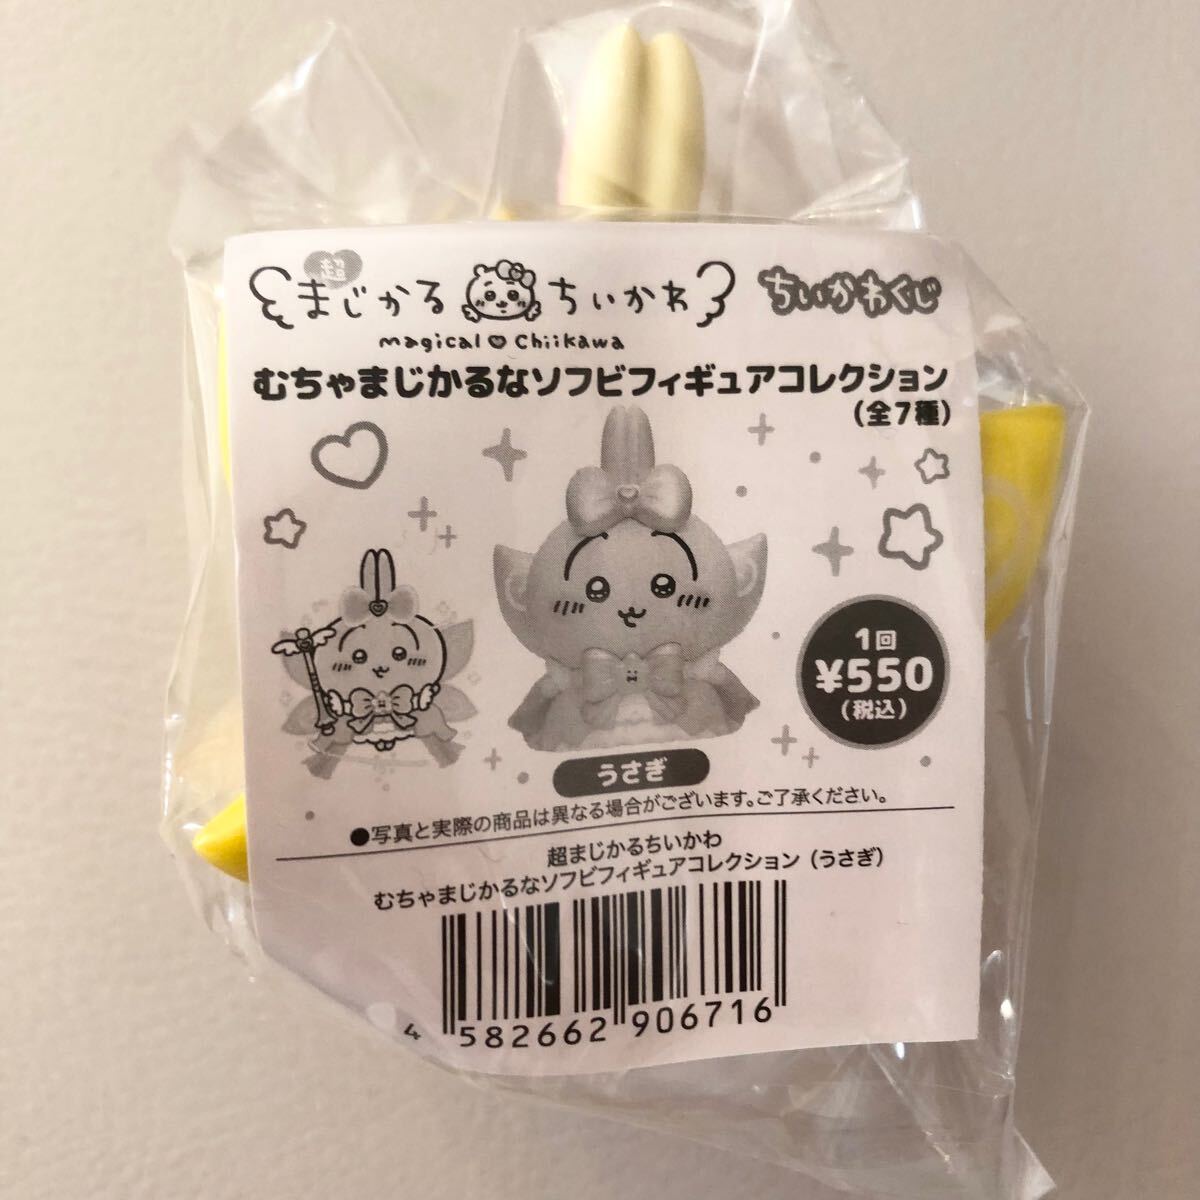 超まじかるちいかわ
ちいかわくじ
magical♡Chiikawa
むちゃまじかるなソフビフィギュアコレクション
(全7種)
1回
¥550
(税込)
うさぎ
●写真と実際の商品は異なる場合がございます。ご了承ください。
超まじかるちいかわ
むちゃまじかるなソフビフィギュアコレクション(うさぎ)
4 582662 906716